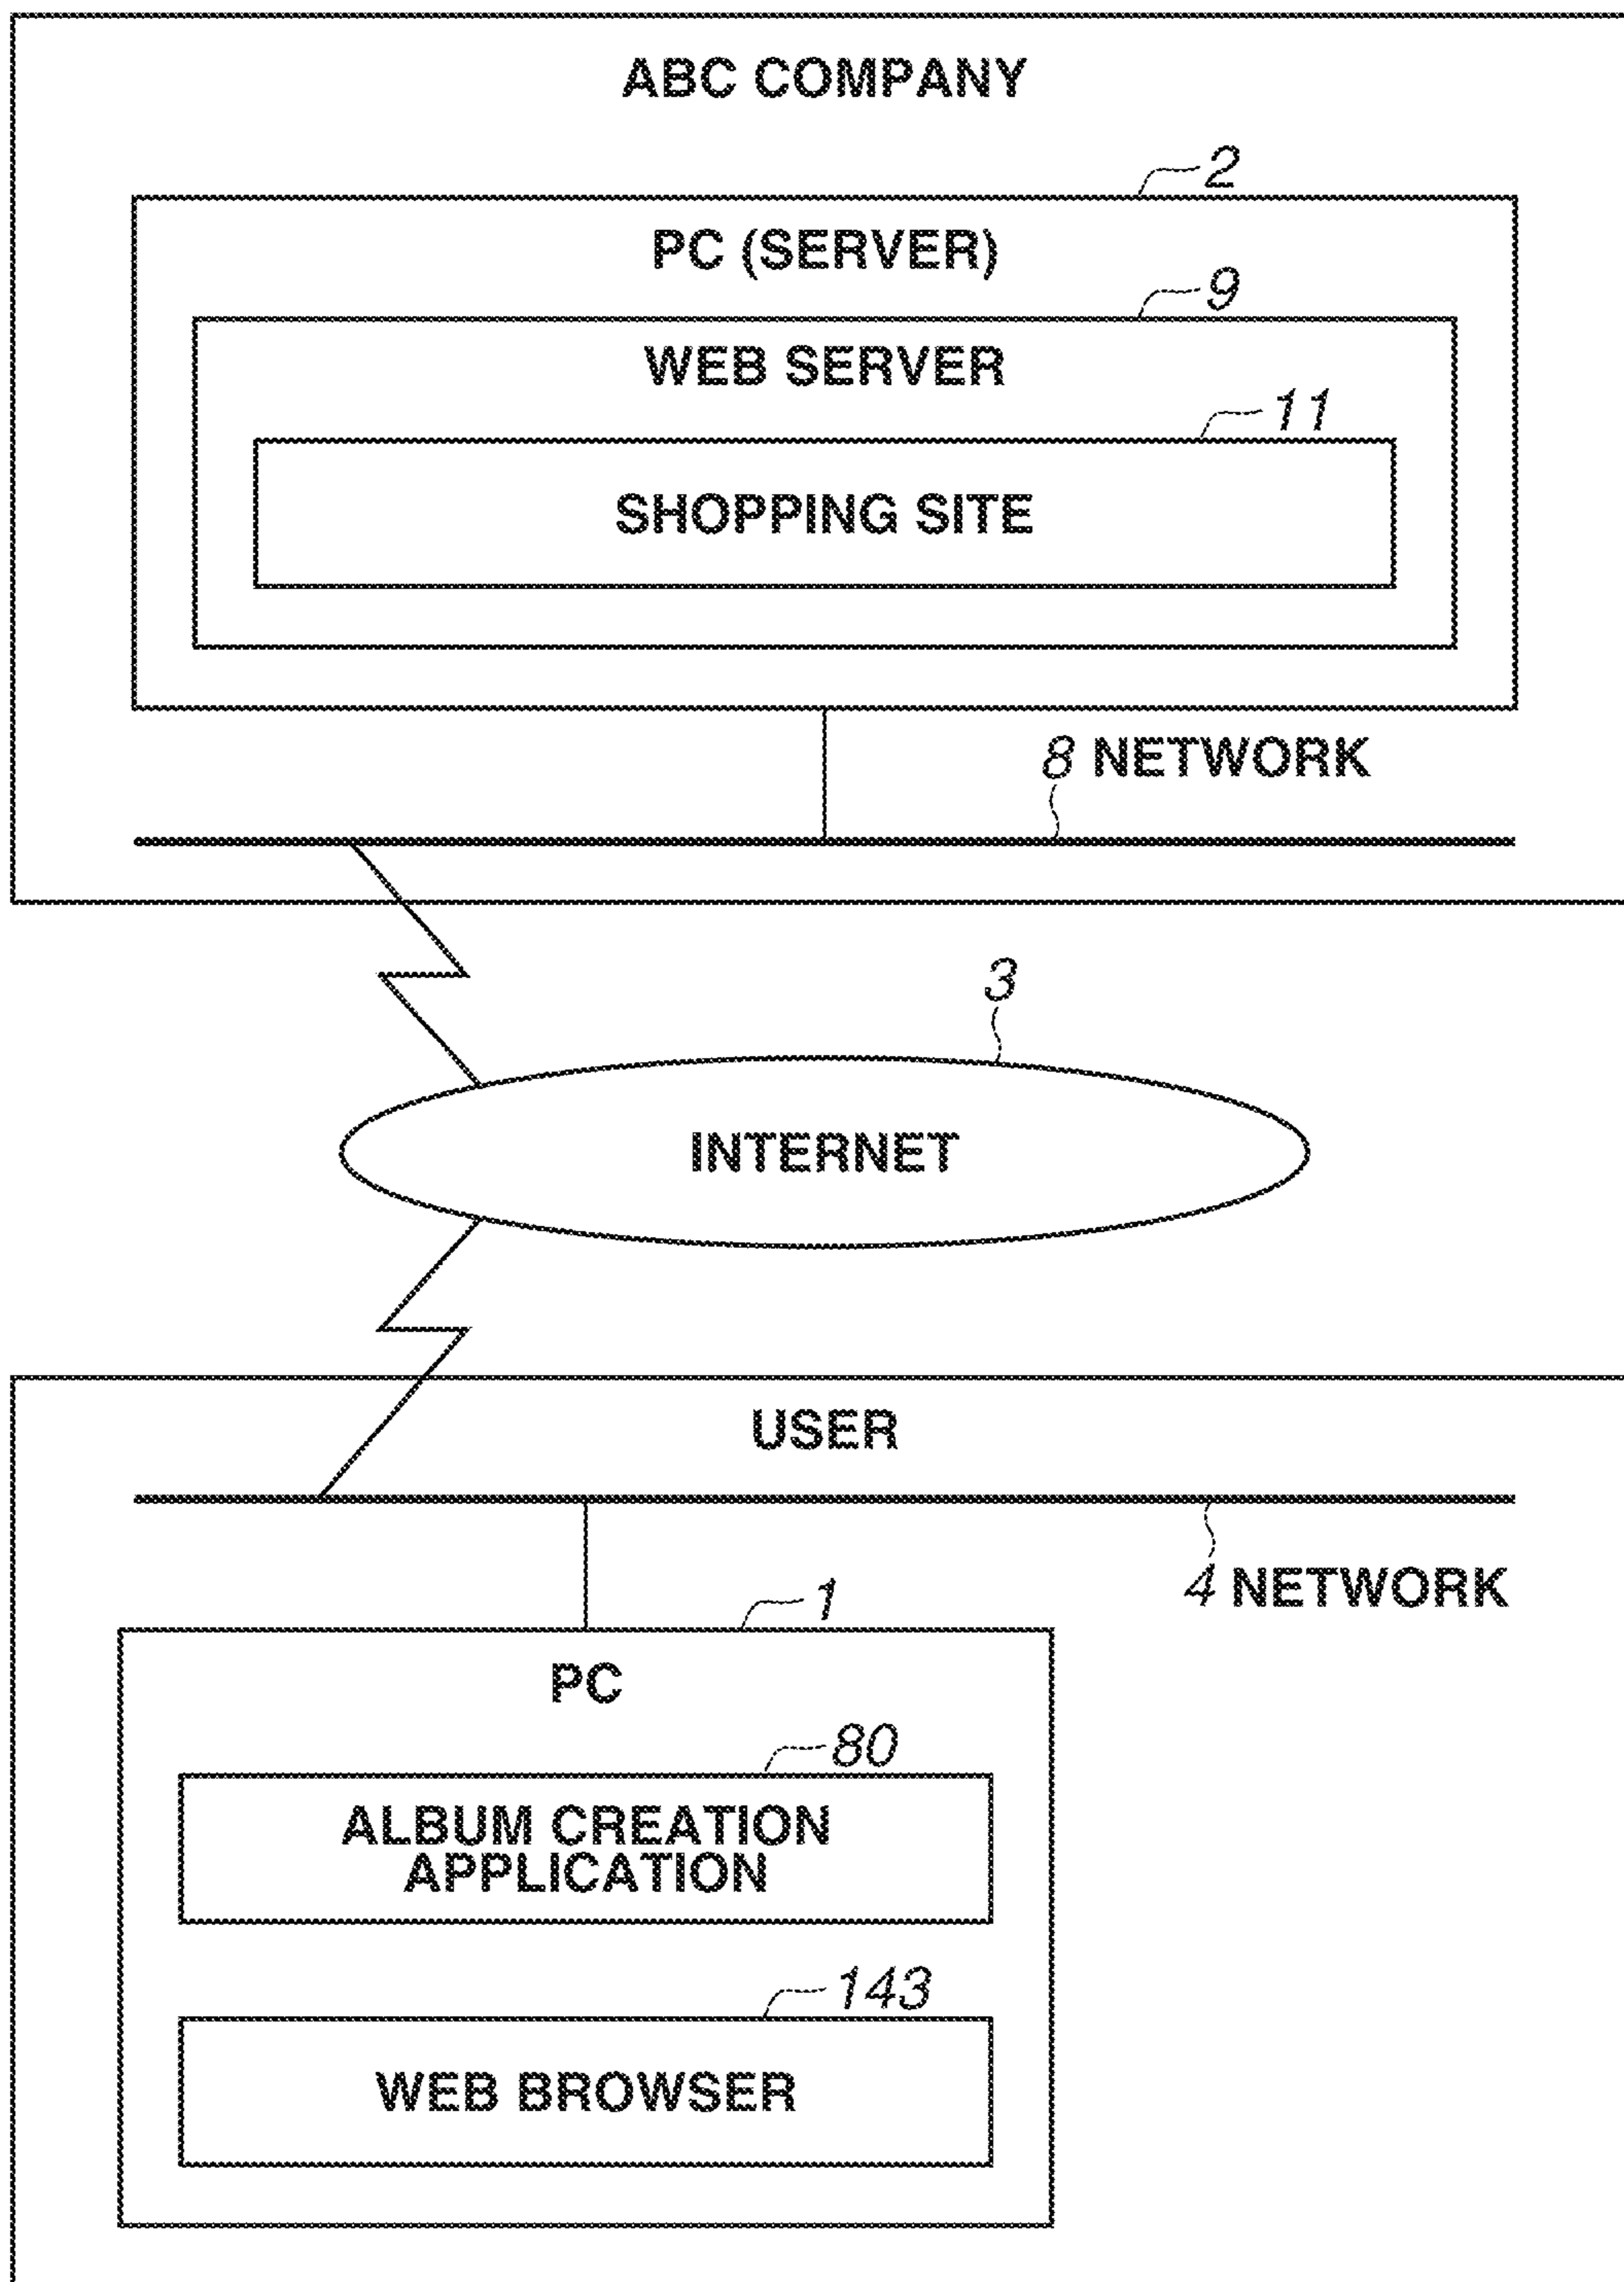 ABC COMPANY
2
PC (SERVER)
9
WEB SERVER
11
SHOPPING SITE
8 NETWORK
3
INTERNET
USER
4 NETWORK
1
PC
80
ALBUM CREATION
APPLICATION
143
WEB BROWSER